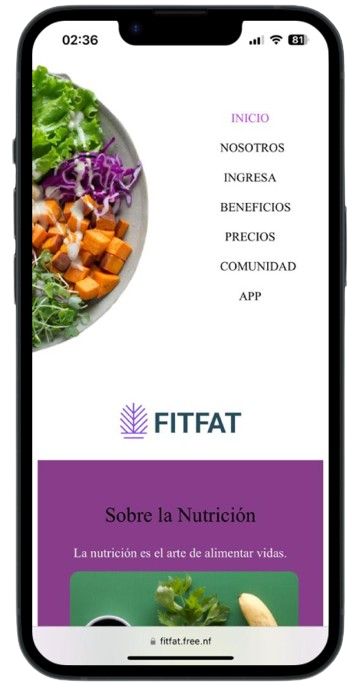 02:36
81
INICIO
NOSOTROS
INGRESA
BENEFICIOS
PRECIOS
COMUNIDAD
APP
FITFAT
Sobre la Nutrición
La nutrición es el arte de alimentar vidas.
fitfat.free.nf